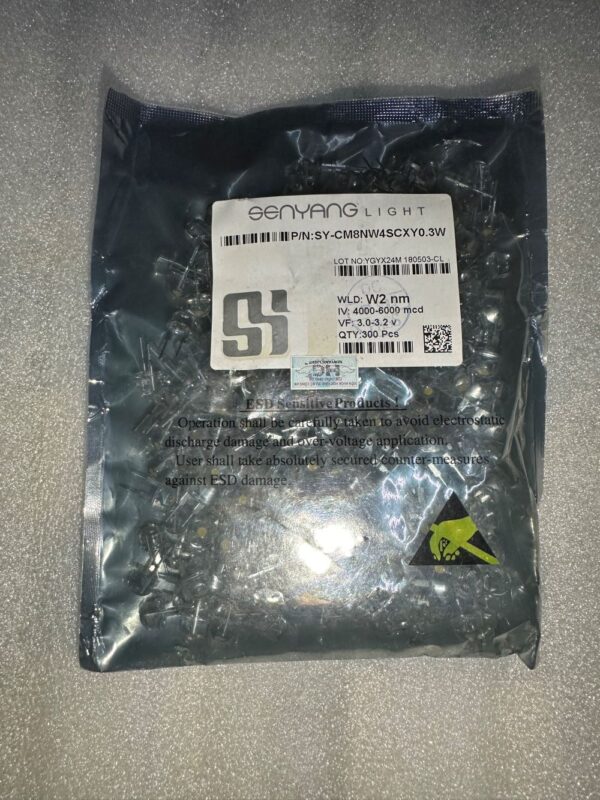 SENYANG LIGHT
P/N:SY-CM8NW4SCXY0.3W
LOT NO:YGYX24M 180503-CL
WLD: W2 nm
IV: 4000-6000 mcd
VF: 3.0-3.2 v
QTY:300 Pcs
ESD Sensitive Products !
Operation shall be carefully taken to avoid electrostatic
discharge damage and over-voltage application.
User shall take absolutely secured counter-measures
against ESD damage.